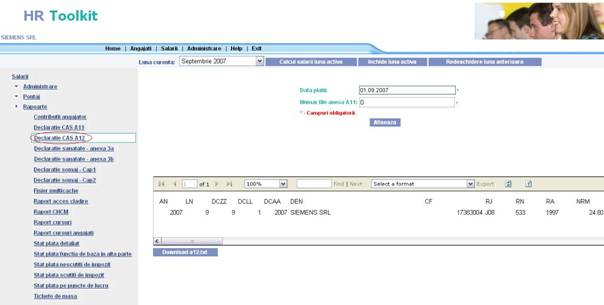 HR Toolkit
SIEMENS SRL
Home | Angajati | Salarii | Administrare | Help | Exit
Luna curenta: Septembrie 2007 Calcul salarii luna activa Inchide luna activa Redeschidere luna anterioara
Salarii
Administrare
Pontaj
Rapoarte
Contributii angajator
Declaratie CAS A11
Declaratie CAS A12
Declaratie sanatate - anexa 3a
Declaratie sanatate - anexa 3b
Declaratie somaj - Cap1
Declaratie somaj - Cap2
Fisier multicache
Raport acces cladire
Raport CMCM
Raport cursuri
Raport cursuri angajati
Stat plata detaliat
Stat plata functia de baza in alta parte
Stat plata nescutiti de impozit
Stat plata scutiti de impozit
Stat plata pe puncte de lucru
Tichete de masa
Data platii: 01.09.2007 *
Numar file anexa A11: 0 *
* - Campuri obligatorii
Afiseaza
1 of 1 100% Find | Next Select a format Export
AN LN DCZZ DCLL DCAA DEN CF RJ RN RA NRM
2007 9 9 1 2007 SIEMENS SRL 17383004 J08 533 1997 24.60
Download a12.txt